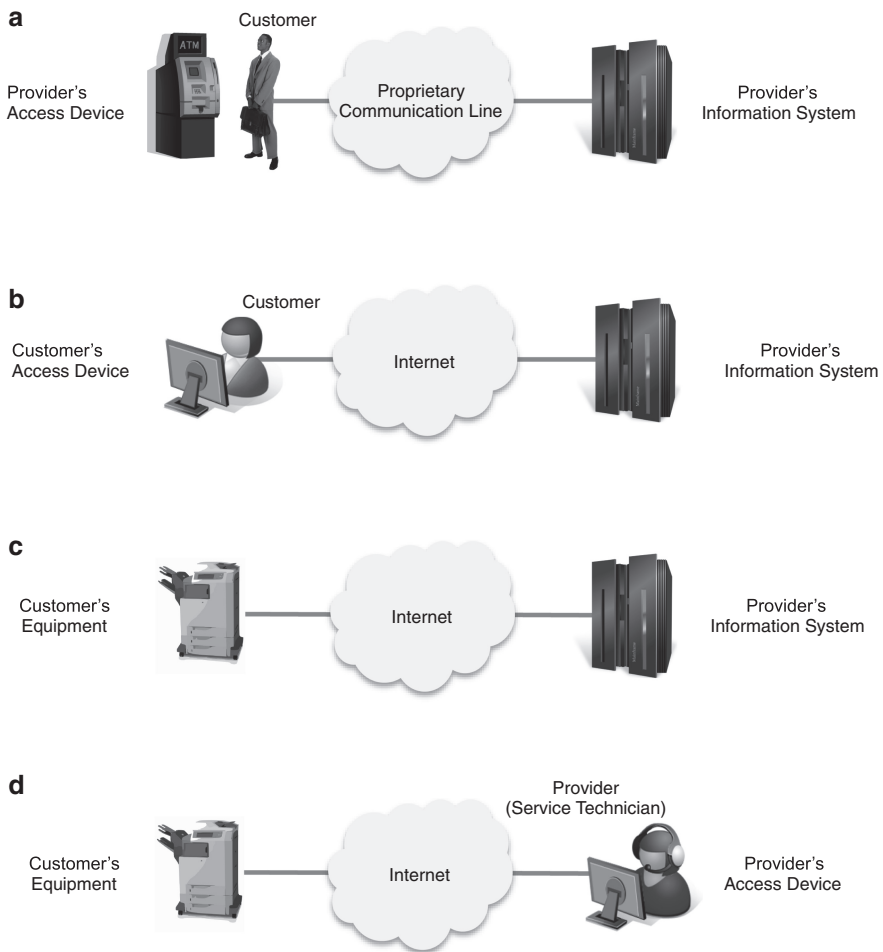 a
Customer
ATM
Provider's
Access Device
Proprietary
Communication Line
Provider's
Information System
b
Customer
Customer's
Access Device
Internet
Provider's
Information System
c
Customer's
Equipment
Internet
Provider's
Information System
d
Provider
(Service Technician)
Customer's
Equipment
Internet
Provider's
Access Device